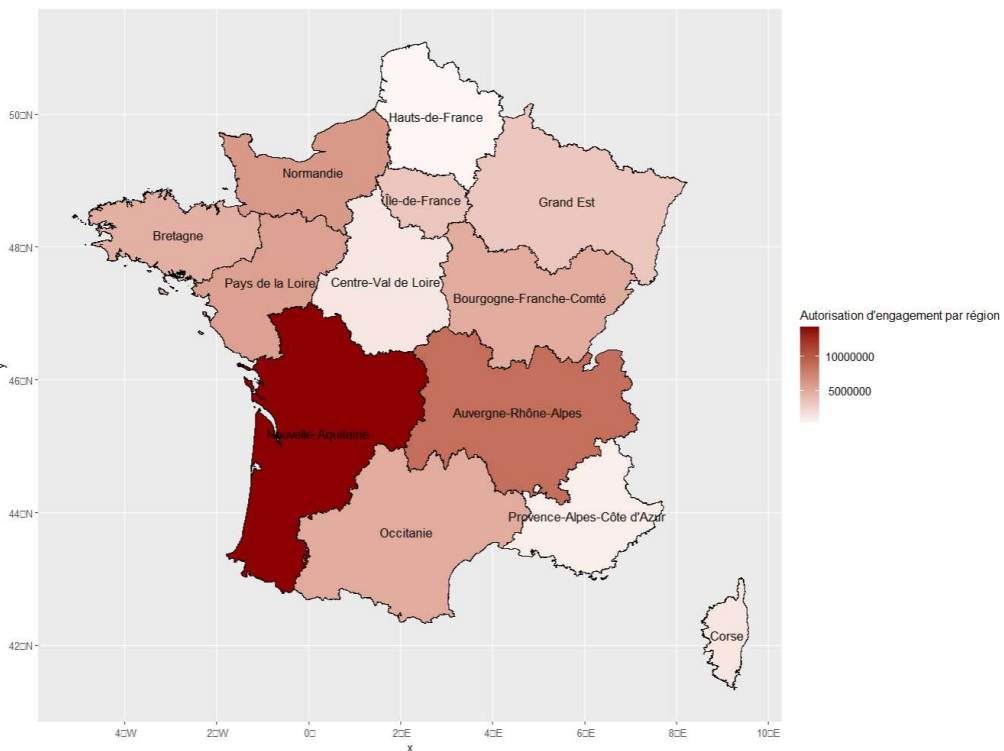 50□N
48□N
46□N
44□N
42□N
y
Hauts-de-France
Normandie
Île-de-France
Grand Est
Bretagne
Pays de la Loire
Centre-Val de Loire
Bourgogne-Franche-Comté
Auvergne-Rhône-Alpes
Nouvelle-Aquitaine
Provence-Alpes-Côte d'Azur
Occitanie
Corse
4□W
2□W
0□
2□E
4□E
6□E
8□E
10□E
x
Autorisation d'engagement par région
10000000
5000000